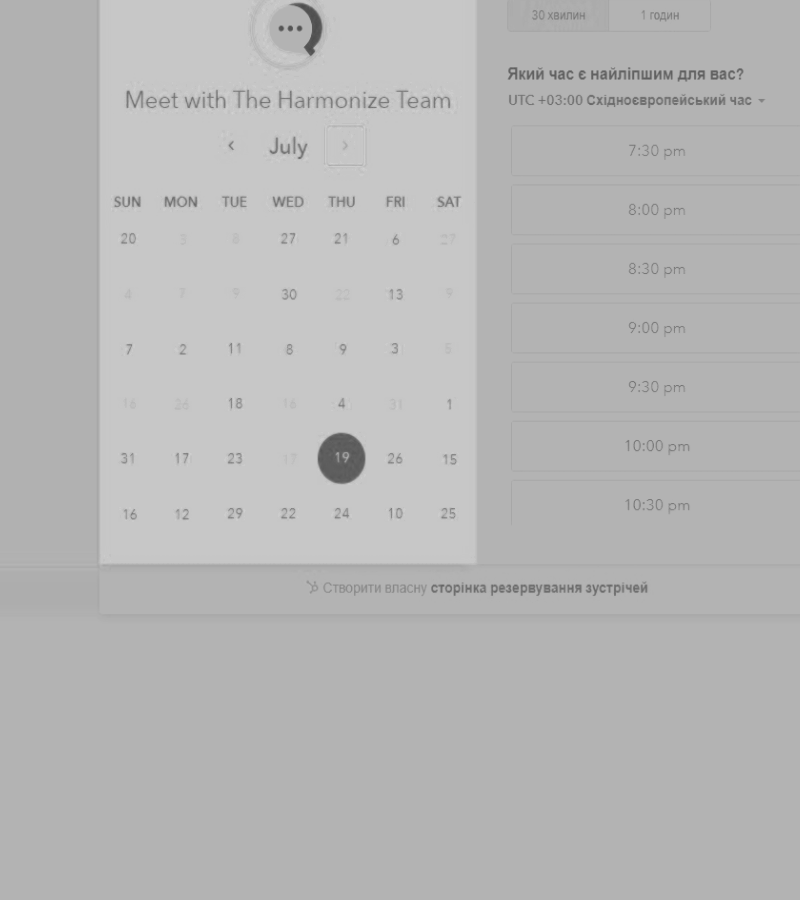 Meet with The Harmonize Team
July
SUN MON TUE WED THU FRI SAT
20 3 27 21 6 27
4 7 9 30 22 13 9
7 2 11 8 9 3 5
16 26 18 16 4 31 1
31 17 23 17 19 26 15
16 12 29 22 24 10 25
30 хвилин 1 годин
Який час є найліпшим для вас?
UTC +03:00 Східноєвропейський час
7:30 pm
8:00 pm
8:30 pm
9:00 pm
9:30 pm
10:00 pm
10:30 pm
Створити власну сторінка резервування зустрічей